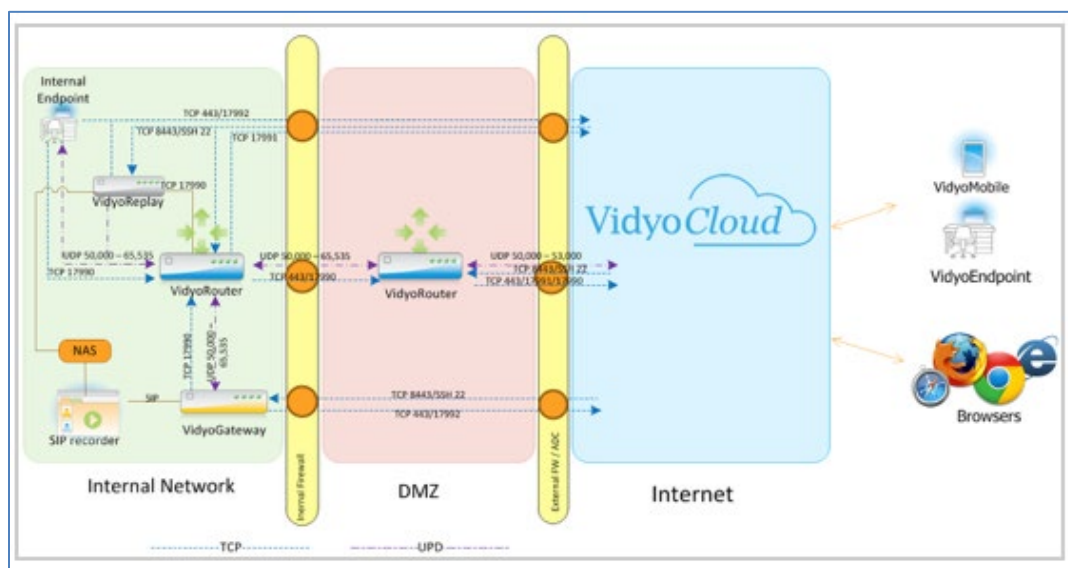 Internal
Endpoint
TCP 443/17992
TCP 8443/SSH 22
TCP 17991
TCP 17990
VidyoReplay
UDP 50,000 – 65,535
TCP 17990
VidyoRouter
UDP 50,000 – 65,535
TCP 443/17990
VidyoRouter
UDP 50,000 – 53,000
TCP 8443/SSH 22
TCP 443/17991/17990
VidyoCloud
VidyoMobile
VidyoEndpoint
Browsers
TCP 17990
UDP 50,000 –
65,535
NAS
SIP
SIP recorder
VidyoGateway
TCP 8443/SSH 22
TCP 443/17992
Inernal Firewall
External FW / ADC
Internal Network
DMZ
Internet
TCP
UPD